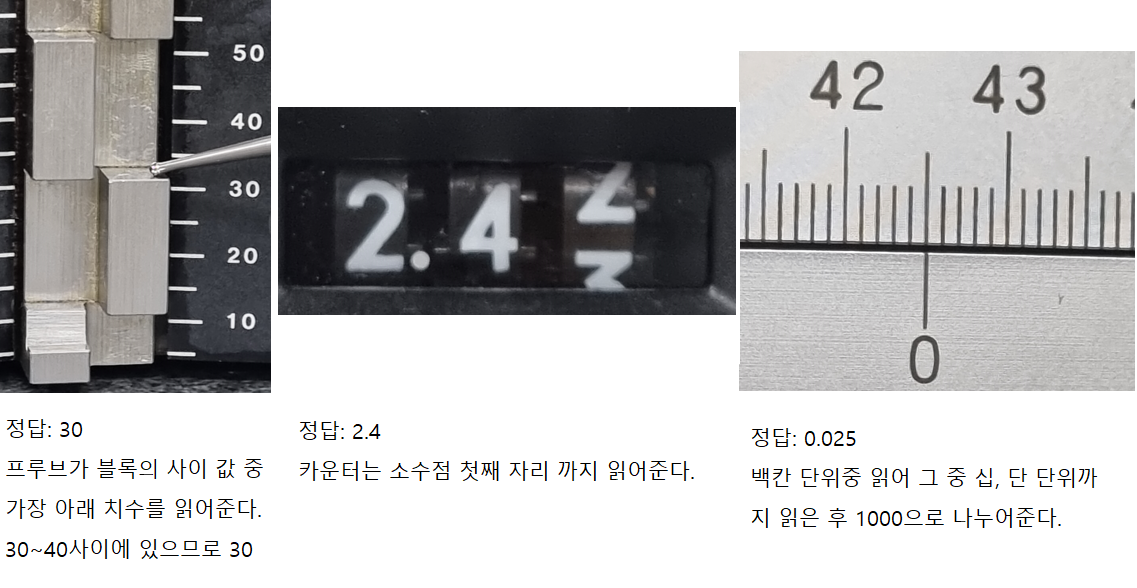 50
40
30
20
10
정답: 30
프루브가 블록의 사이 값 중
가장 아래 치수를 읽어준다.
30~40사이에 있으므로 30
2.4 2
3
정답: 2.4
카운터는 소수점 첫째 자리 까지 읽어준다.
42 43
0
정답: 0.025
백칸 단위중 읽어 그 중 십, 단 단위까
지 읽은 후 1000으로 나누어준다.